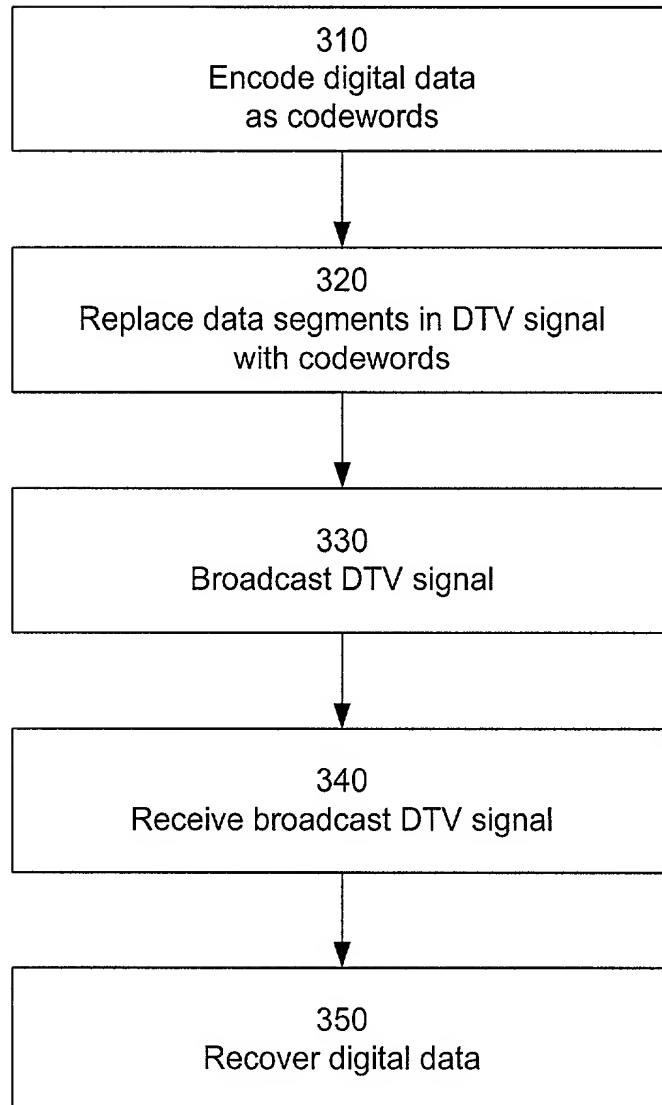 310
Encode digital data
as codewords
320
Replace data segments in DTV signal
with codewords
330
Broadcast DTV signal
340
Receive broadcast DTV signal
350
Recover digital data